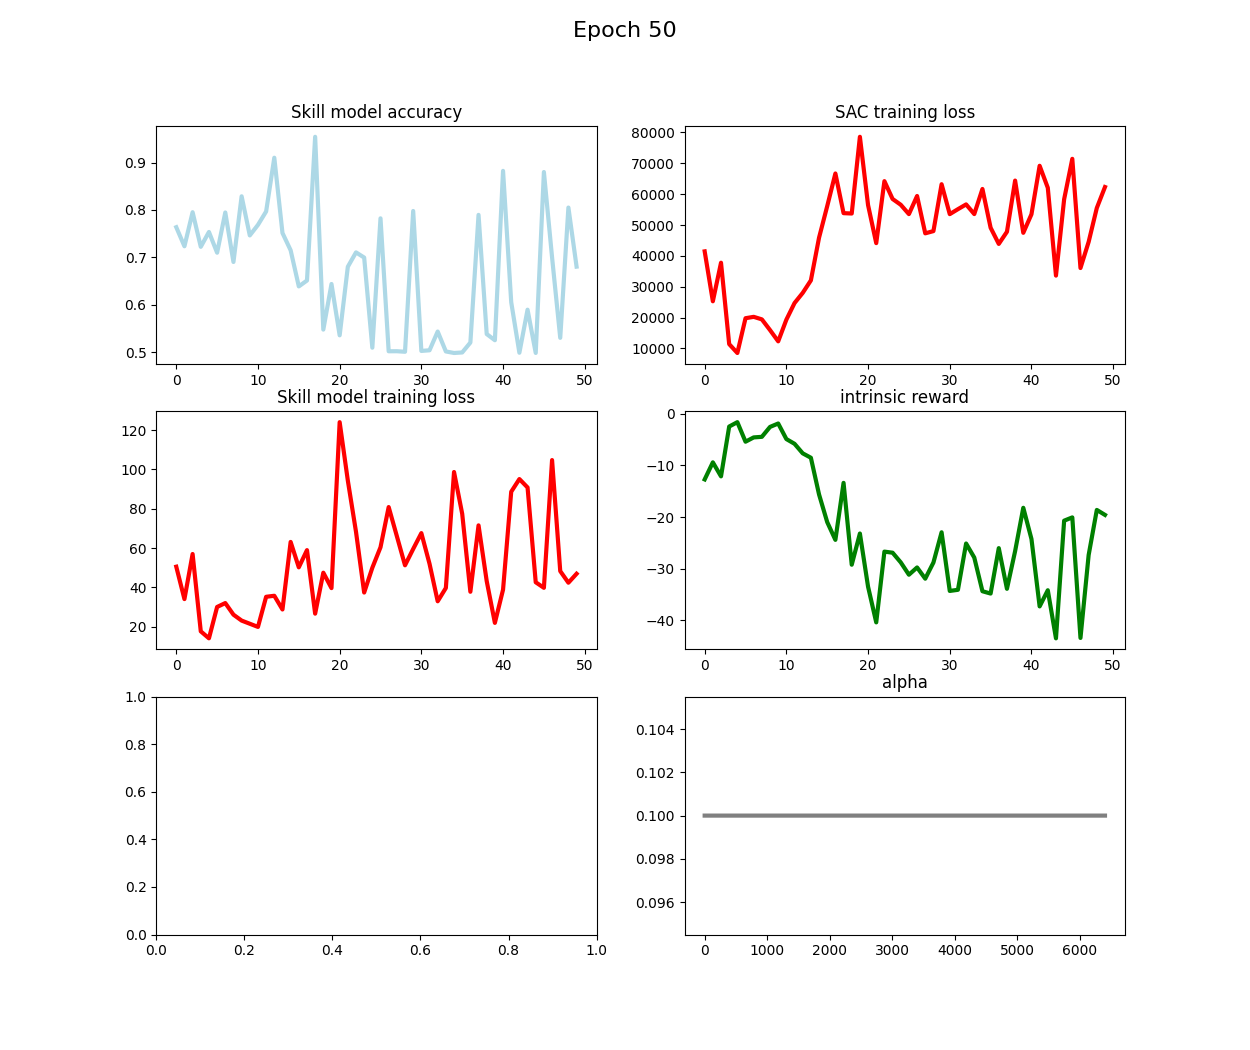 Epoch 50
Skill model accuracy
0.9
0.8
0.7
0.6
0.5
0 10 20 30 40 50
SAC training loss
80000
70000
60000
50000
40000
30000
20000
10000
0 10 20 30 40 50
Skill model training loss
120
100
80
60
40
20
0 10 20 30 40 50
intrinsic reward
0
−10
−20
−30
−40
0 10 20 30 40 50
1.0
0.8
0.6
0.4
0.2
0.0
0.0 0.2 0.4 0.6 0.8 1.0
alpha
0.104
0.102
0.100
0.098
0.096
0 1000 2000 3000 4000 5000 6000